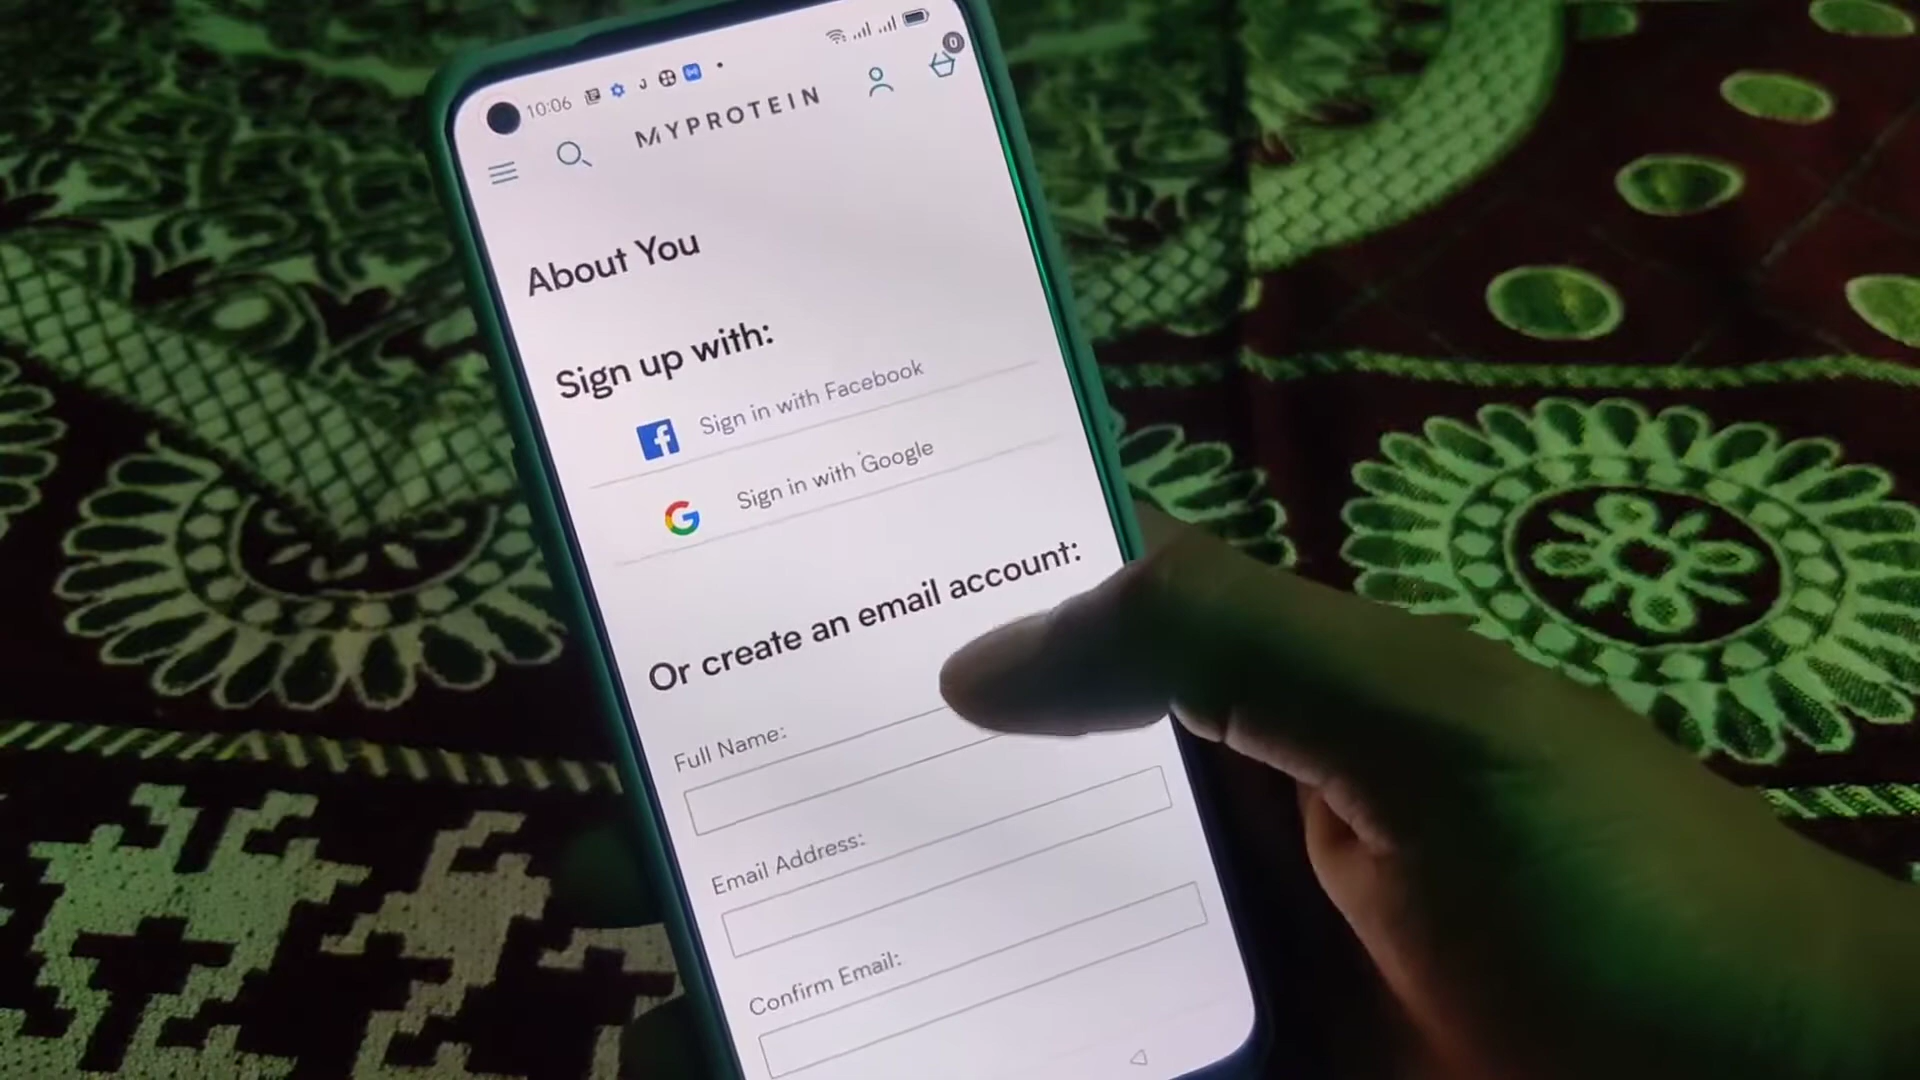 10:06
0
MYPROTEIN
About You
Sign up with:
Sign in with Facebook
Sign in with Google
Or create an email account:
Full Name:
Email Address:
Confirm Email: